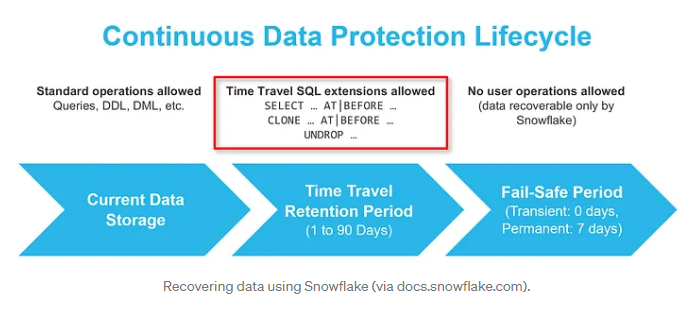 Continuous Data Protection Lifecycle
Standard operations allowed
Queries, DDL, DML, etc.
Time Travel SQL extensions allowed
SELECT … AT|BEFORE …
CLONE … AT|BEFORE …
UNDROP …
No user operations allowed
(data recoverable only by
Snowflake)
Current Data
Storage
Time Travel
Retention Period
(1 to 90 Days)
Fail-Safe Period
(Transient: 0 days,
Permanent: 7 days)
Recovering data using Snowflake (via docs.snowflake.com).